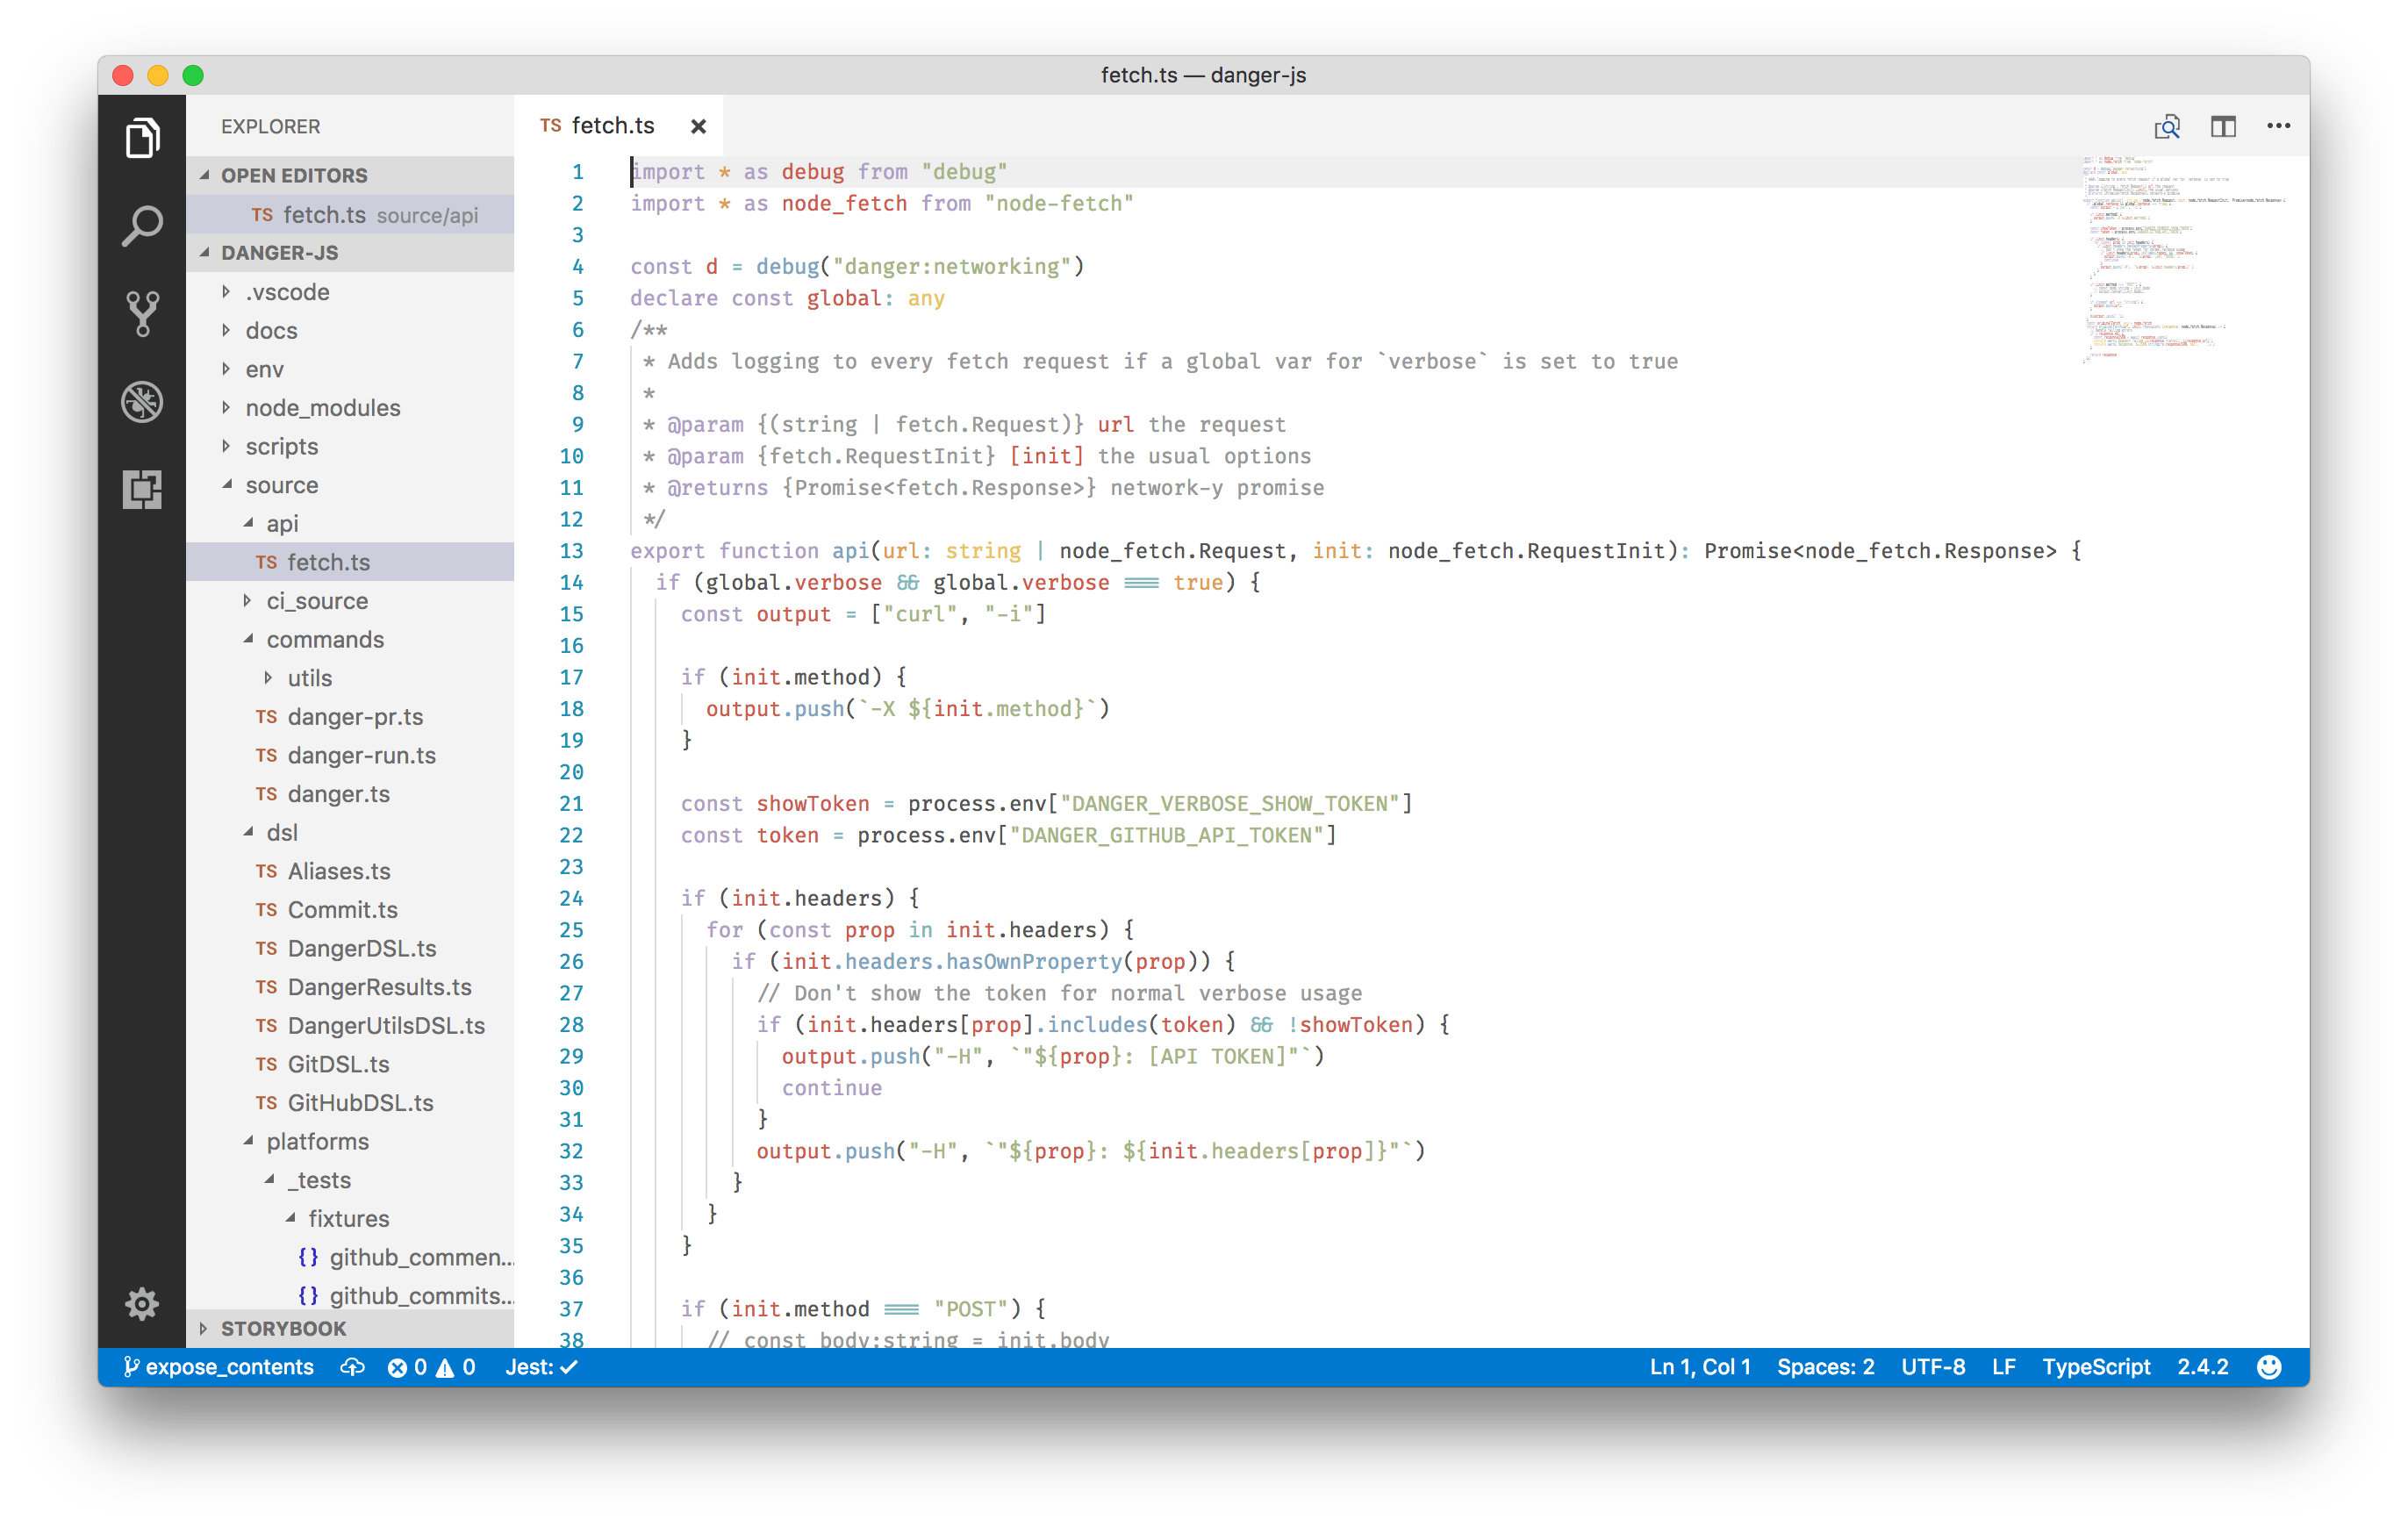 fetch.ts — danger-js
EXPLORER
OPEN EDITORS
TS fetch.ts source/api
DANGER-JS
.vscode
docs
env
node_modules
scripts
source
api
TS fetch.ts
ci_source
commands
utils
TS danger-pr.ts
TS danger-run.ts
TS danger.ts
dsl
TS Aliases.ts
TS Commit.ts
TS DangerDSL.ts
TS DangerResults.ts
TS DangerUtilsDSL.ts
TS GitDSL.ts
TS GitHubDSL.ts
platforms
_tests
fixtures
{} github_commen...
{} github_commits...
STORYBOOK
TS fetch.ts
1 import * as debug from "debug"
2 import * as node_fetch from "node-fetch"
3
4 const d = debug("danger:networking")
5 declare const global: any
6 /**
7 * Adds logging to every fetch request if a global var for `verbose` is set to true
8 *
9 * @param {(string | fetch.Request)} url the request
10 * @param {fetch.RequestInit} [init] the usual options
11 * @returns {Promise<fetch.Response>} network-y promise
12 */
13 export function api(url: string | node_fetch.Request, init: node_fetch.RequestInit): Promise<node_fetch.Response> {
14 if (global.verbose && global.verbose === true) {
15 const output = ["curl", "-i"]
16
17 if (init.method) {
18 output.push(`-X ${init.method}`)
19 }
20
21 const showToken = process.env["DANGER_VERBOSE_SHOW_TOKEN"]
22 const token = process.env["DANGER_GITHUB_API_TOKEN"]
23
24 if (init.headers) {
25 for (const prop in init.headers) {
26 if (init.headers.hasOwnProperty(prop)) {
27 // Don't show the token for normal verbose usage
28 if (init.headers[prop].includes(token) && !showToken) {
29 output.push("-H", `"${prop}: [API TOKEN]"`)
30 continue
31 }
32 output.push("-H", `"${prop}: ${init.headers[prop]}"`)
33 }
34 }
35 }
36
37 if (init.method === "POST") {
38 // const body:string = init.body
expose_contents 0 0 Jest: ✓
Ln 1, Col 1 Spaces: 2 UTF-8 LF TypeScript 2.4.2